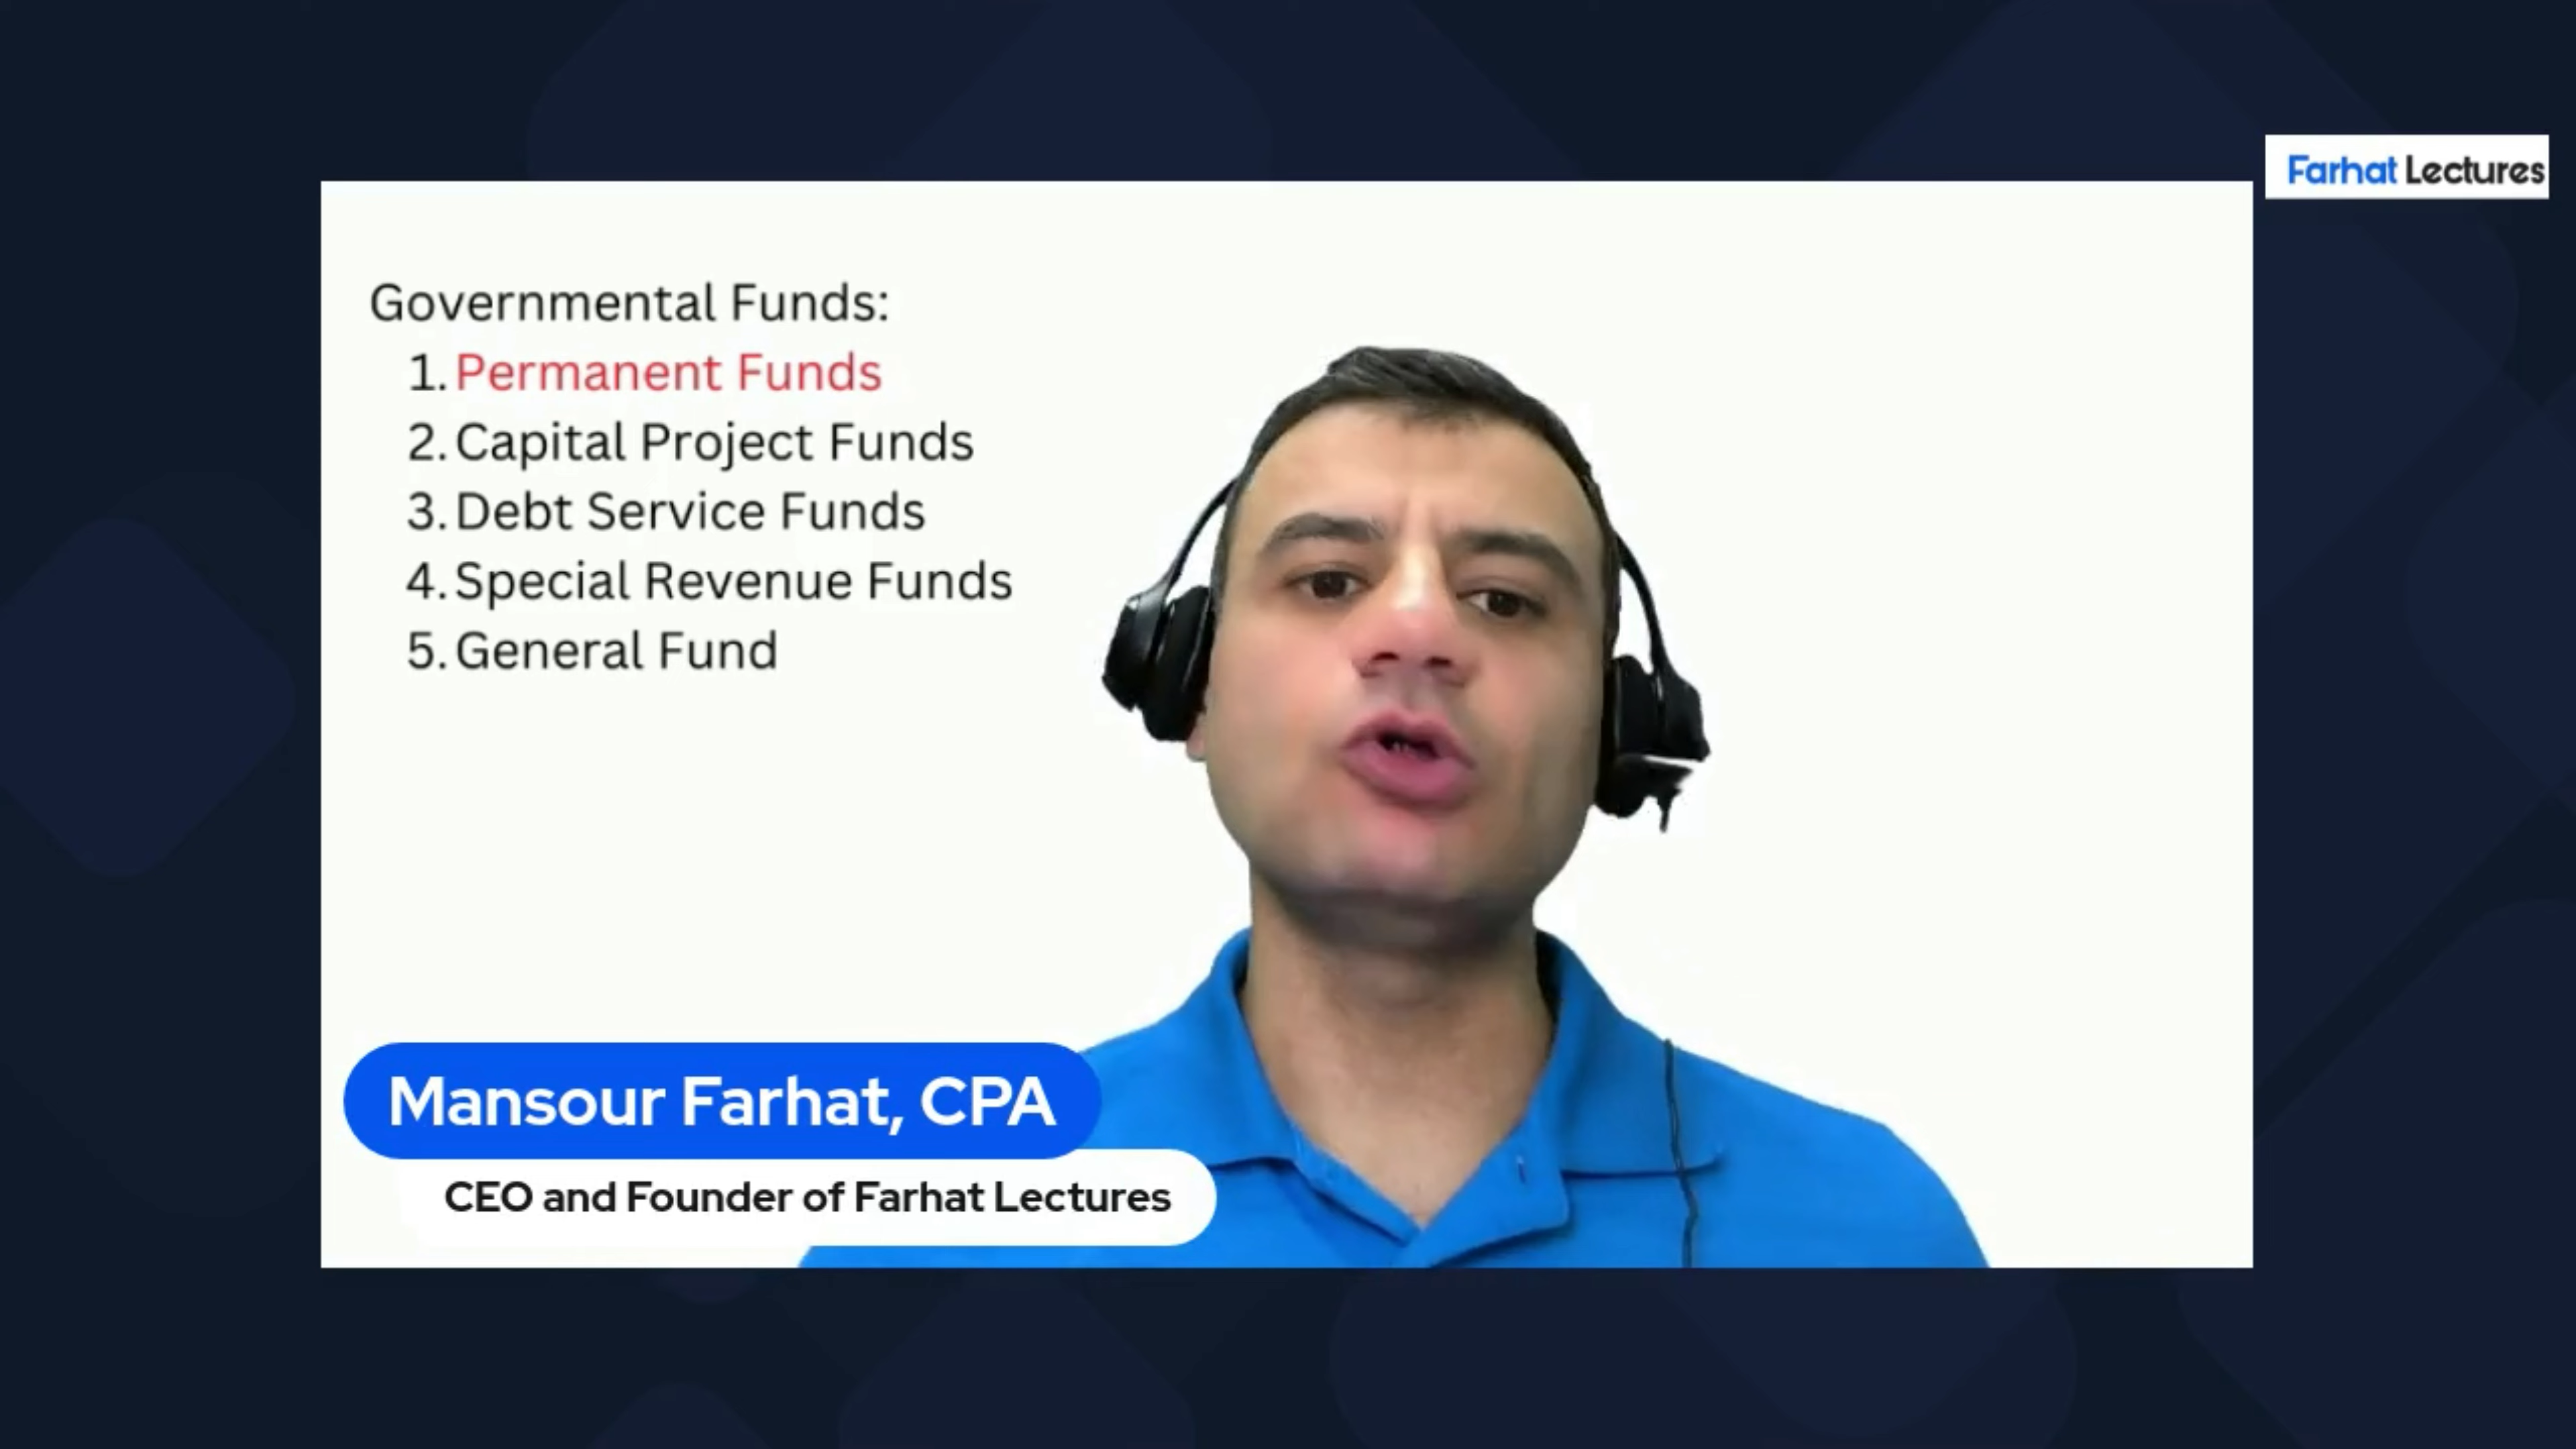 Farhat Lectures
Governmental Funds:
1. Permanent Funds
2. Capital Project Funds
3. Debt Service Funds
4. Special Revenue Funds
5. General Fund
Mansour Farhat, CPA
CEO and Founder of Farhat Lectures